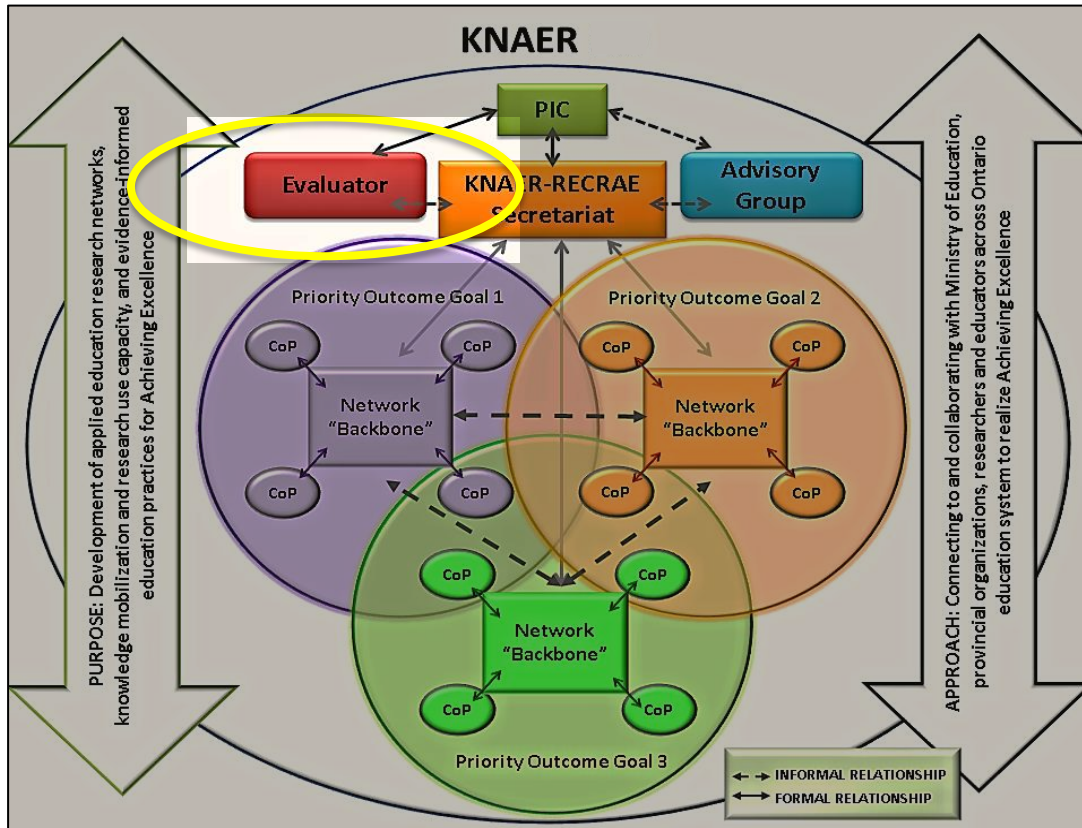 KNAER
PIC
Evaluator
KNAER-RECRAE
Secretariat
Advisory
Group
PURPOSE: Development of applied education research networks,
knowledge mobilization and research use capacity, and evidence-informed
education practices for Achieving Excellence
Priority Outcome Goal 1
CoP
CoP
Network
“Backbone”
CoP
CoP
Priority Outcome Goal 2
CoP
CoP
Network
“Backbone”
CoP
CoP
CoP
CoP
Network
“Backbone”
CoP
CoP
Priority Outcome Goal 3
APPROACH: Connecting to and collaborating with Ministry of Education,
provincial organizations, researchers and educators across Ontario
education system to realize Achieving Excellence
INFORMAL RELATIONSHIP
FORMAL RELATIONSHIP